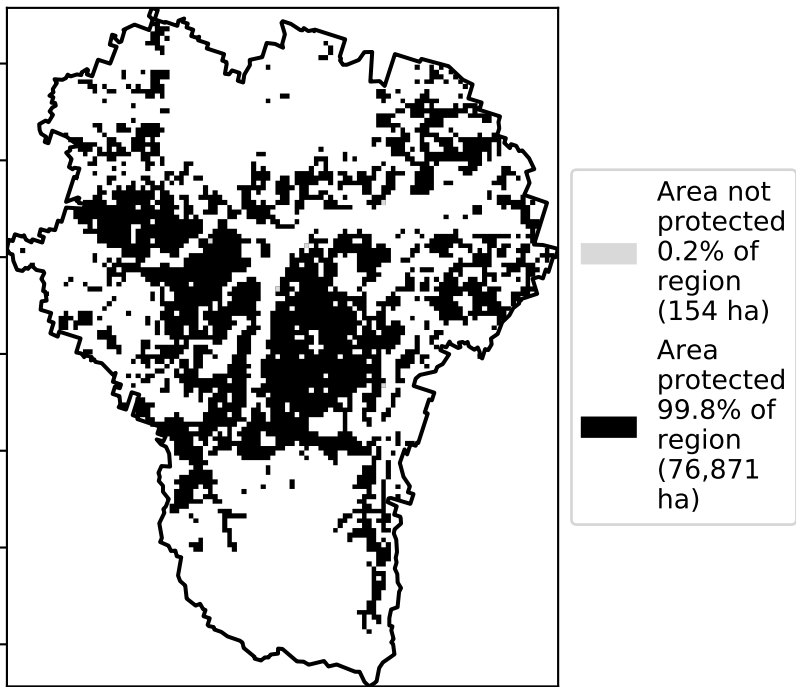 Area not
protected
0.2% of
region
(154 ha)
Area
protected
99.8% of
region
(76,871
ha)